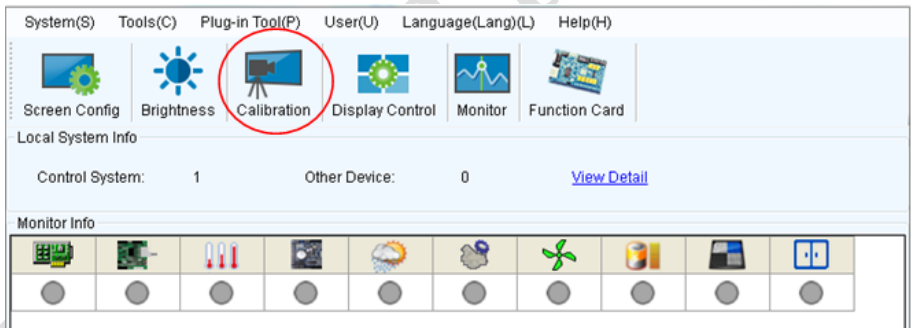 System(S) Tools(C) Plug-in Tool(P) User(U) Language(Lang)(L) Help(H)
Screen Config Brightness Calibration Display Control Monitor Function Card
Local System Info
Control System: 1 Other Device: 0 View Detail
Monitor Info